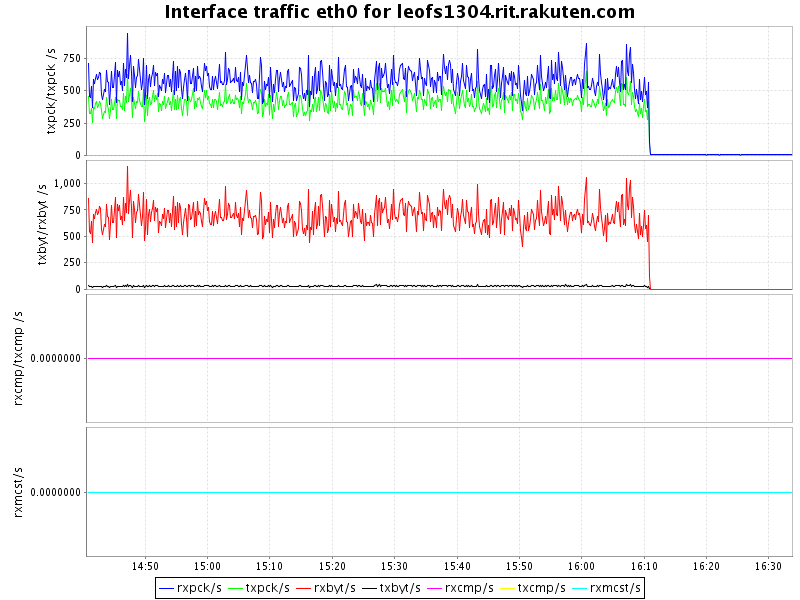 Interface traffic eth0 for leofs1304.rit.rakuten.com
txpck/txpck /s
750
500
250
0
txbyt/rxbyt /s
1,000
750
500
250
0
rxcmp/txcmp /s
0.0000000
rxmcst/s
0.0000000
14:50 15:00 15:10 15:20 15:30 15:40 15:50 16:00 16:10 16:20 16:30
rxpck/s txpck/s rxbyt/s txbyt/s rxcmp/s txcmp/s rxmcst/s